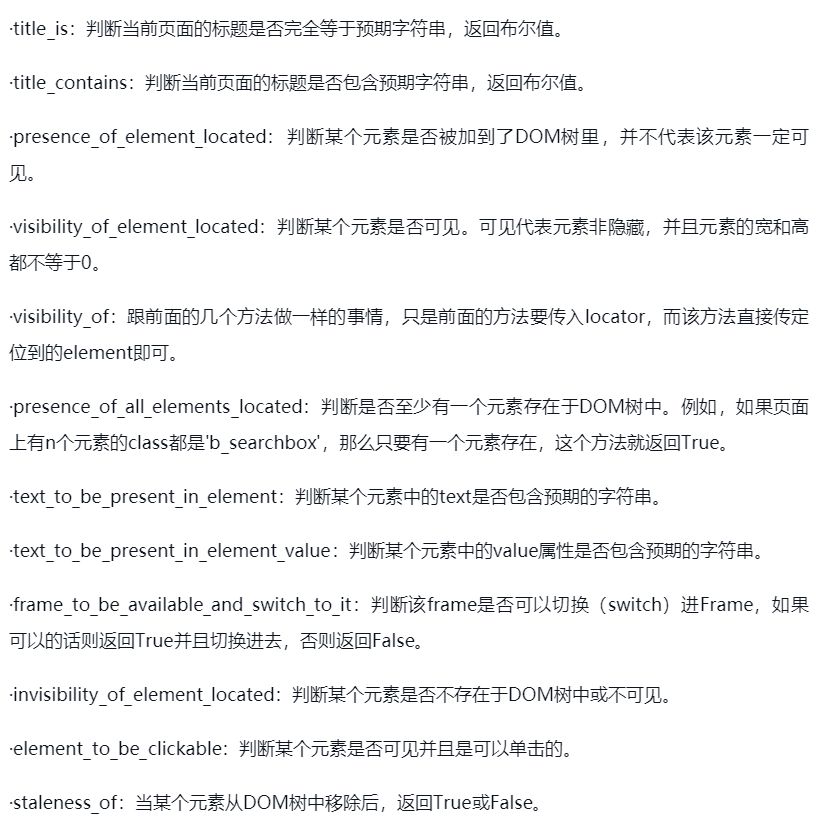 ·title_is：判断当前页面的标题是否完全等于预期字符串，返回布尔值。
·title_contains：判断当前页面的标题是否包含预期字符串，返回布尔值。
·presence_of_element_located：判断某个元素是否被加到了DOM树里，并不代表该元素一定可
见。
·visibility_of_element_located：判断某个元素是否可见。可见代表元素非隐藏，并且元素的宽和高
都不等于0。
·visibility_of：跟前面的几个方法做一样的事情，只是前面的方法要传入locator，而该方法直接传定
位到的element即可。
·presence_of_all_elements_located：判断是否至少有一个元素存在于DOM树中。例如，如果页面
上有n个元素的class都是'b_searchbox'，那么只要有一个元素存在，这个方法就返回True。
·text_to_be_present_in_element：判断某个元素中的text是否包含预期的字符串。
·text_to_be_present_in_element_value：判断某个元素中的value属性是否包含预期的字符串。
·frame_to_be_available_and_switch_to_it：判断该frame是否可以切换（switch）进Frame，如果
可以的话则返回True并且切换进去，否则返回False。
·invisibility_of_element_located：判断某个元素是否不存在于DOM树中或不可见。
·element_to_be_clickable：判断某个元素是否可见并且是可以单击的。
·staleness_of：当某个元素从DOM树中移除后，返回True或False。